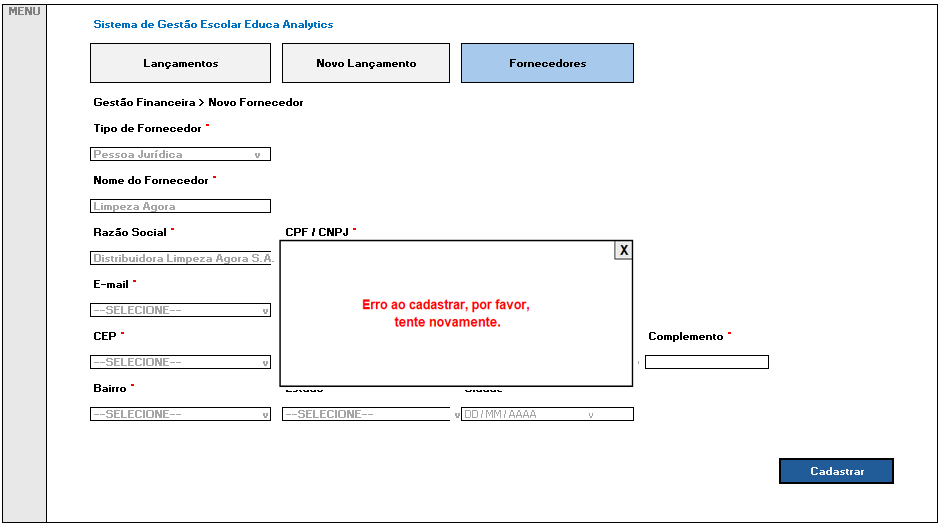 MENU
Sistema de Gestão Escolar Educa Analytics
Lançamentos
Novo Lançamento
Fornecedores
Gestão Financeira > Novo Fornecedor
Tipo de Fornecedor *
Pessoa Jurídica v
Nome do Fornecedor *
Limpeza Agora
Razão Social * CPF / CNPJ *
Distribuidora Limpeza Agora S.A.
X
Erro ao cadastrar, por favor,
tente novamente.
E-mail *
--SELECIONE-- v
CEP *
Complemento *
--SELECIONE-- v
Bairro * Estado Cidade
--SELECIONE-- v --SELECIONE-- v DD/MM/AAAA v
Cadastrar